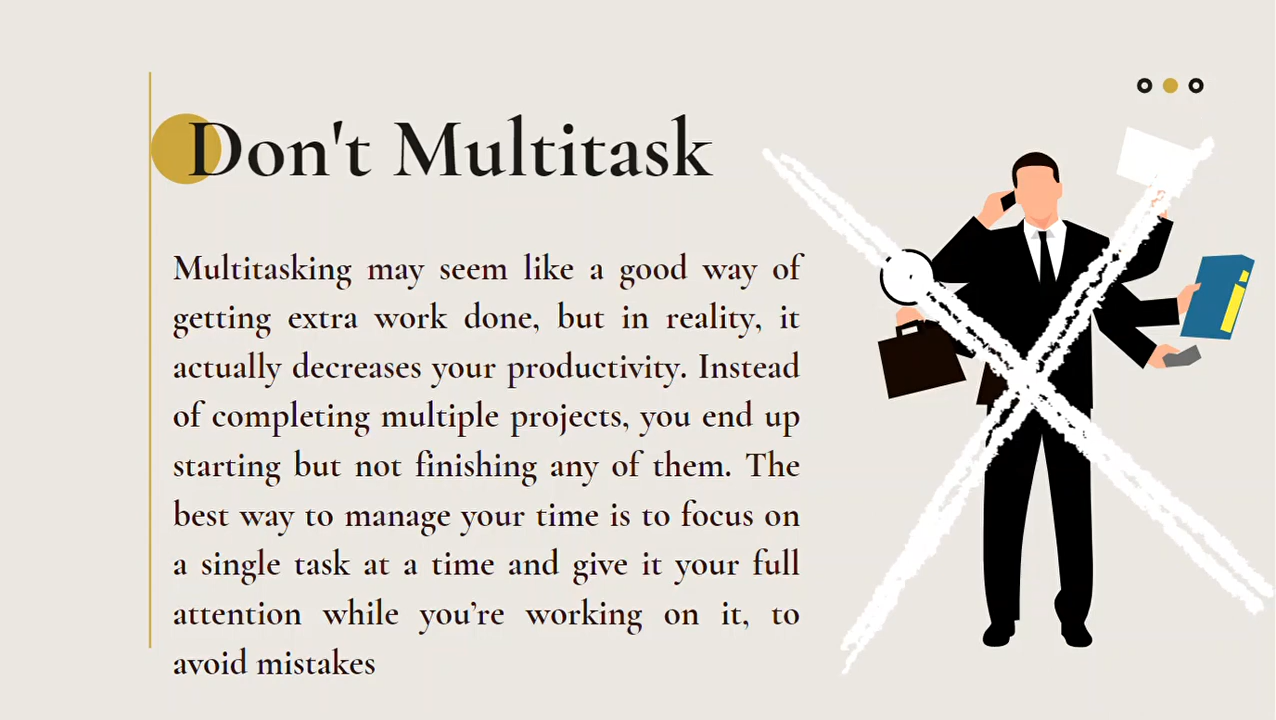 Don't Multitask
Multitasking may seem like a good way of
getting extra work done, but in reality, it
actually decreases your productivity. Instead
of completing multiple projects, you end up
starting but not finishing any of them. The
best way to manage your time is to focus on
a single task at a time and give it your full
attention while you’re working on it, to
avoid mistakes